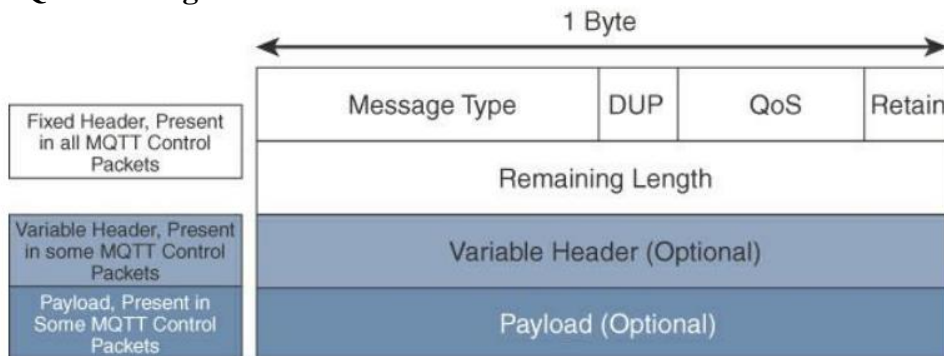 1 Byte
Message Type DUP QoS Retain
Fixed Header, Present
in all MQTT Control
Packets
Remaining Length
Variable Header, Present
in some MQTT Control
Packets
Variable Header (Optional)
Payload, Present in
Some MQTT Control
Packets
Payload (Optional)